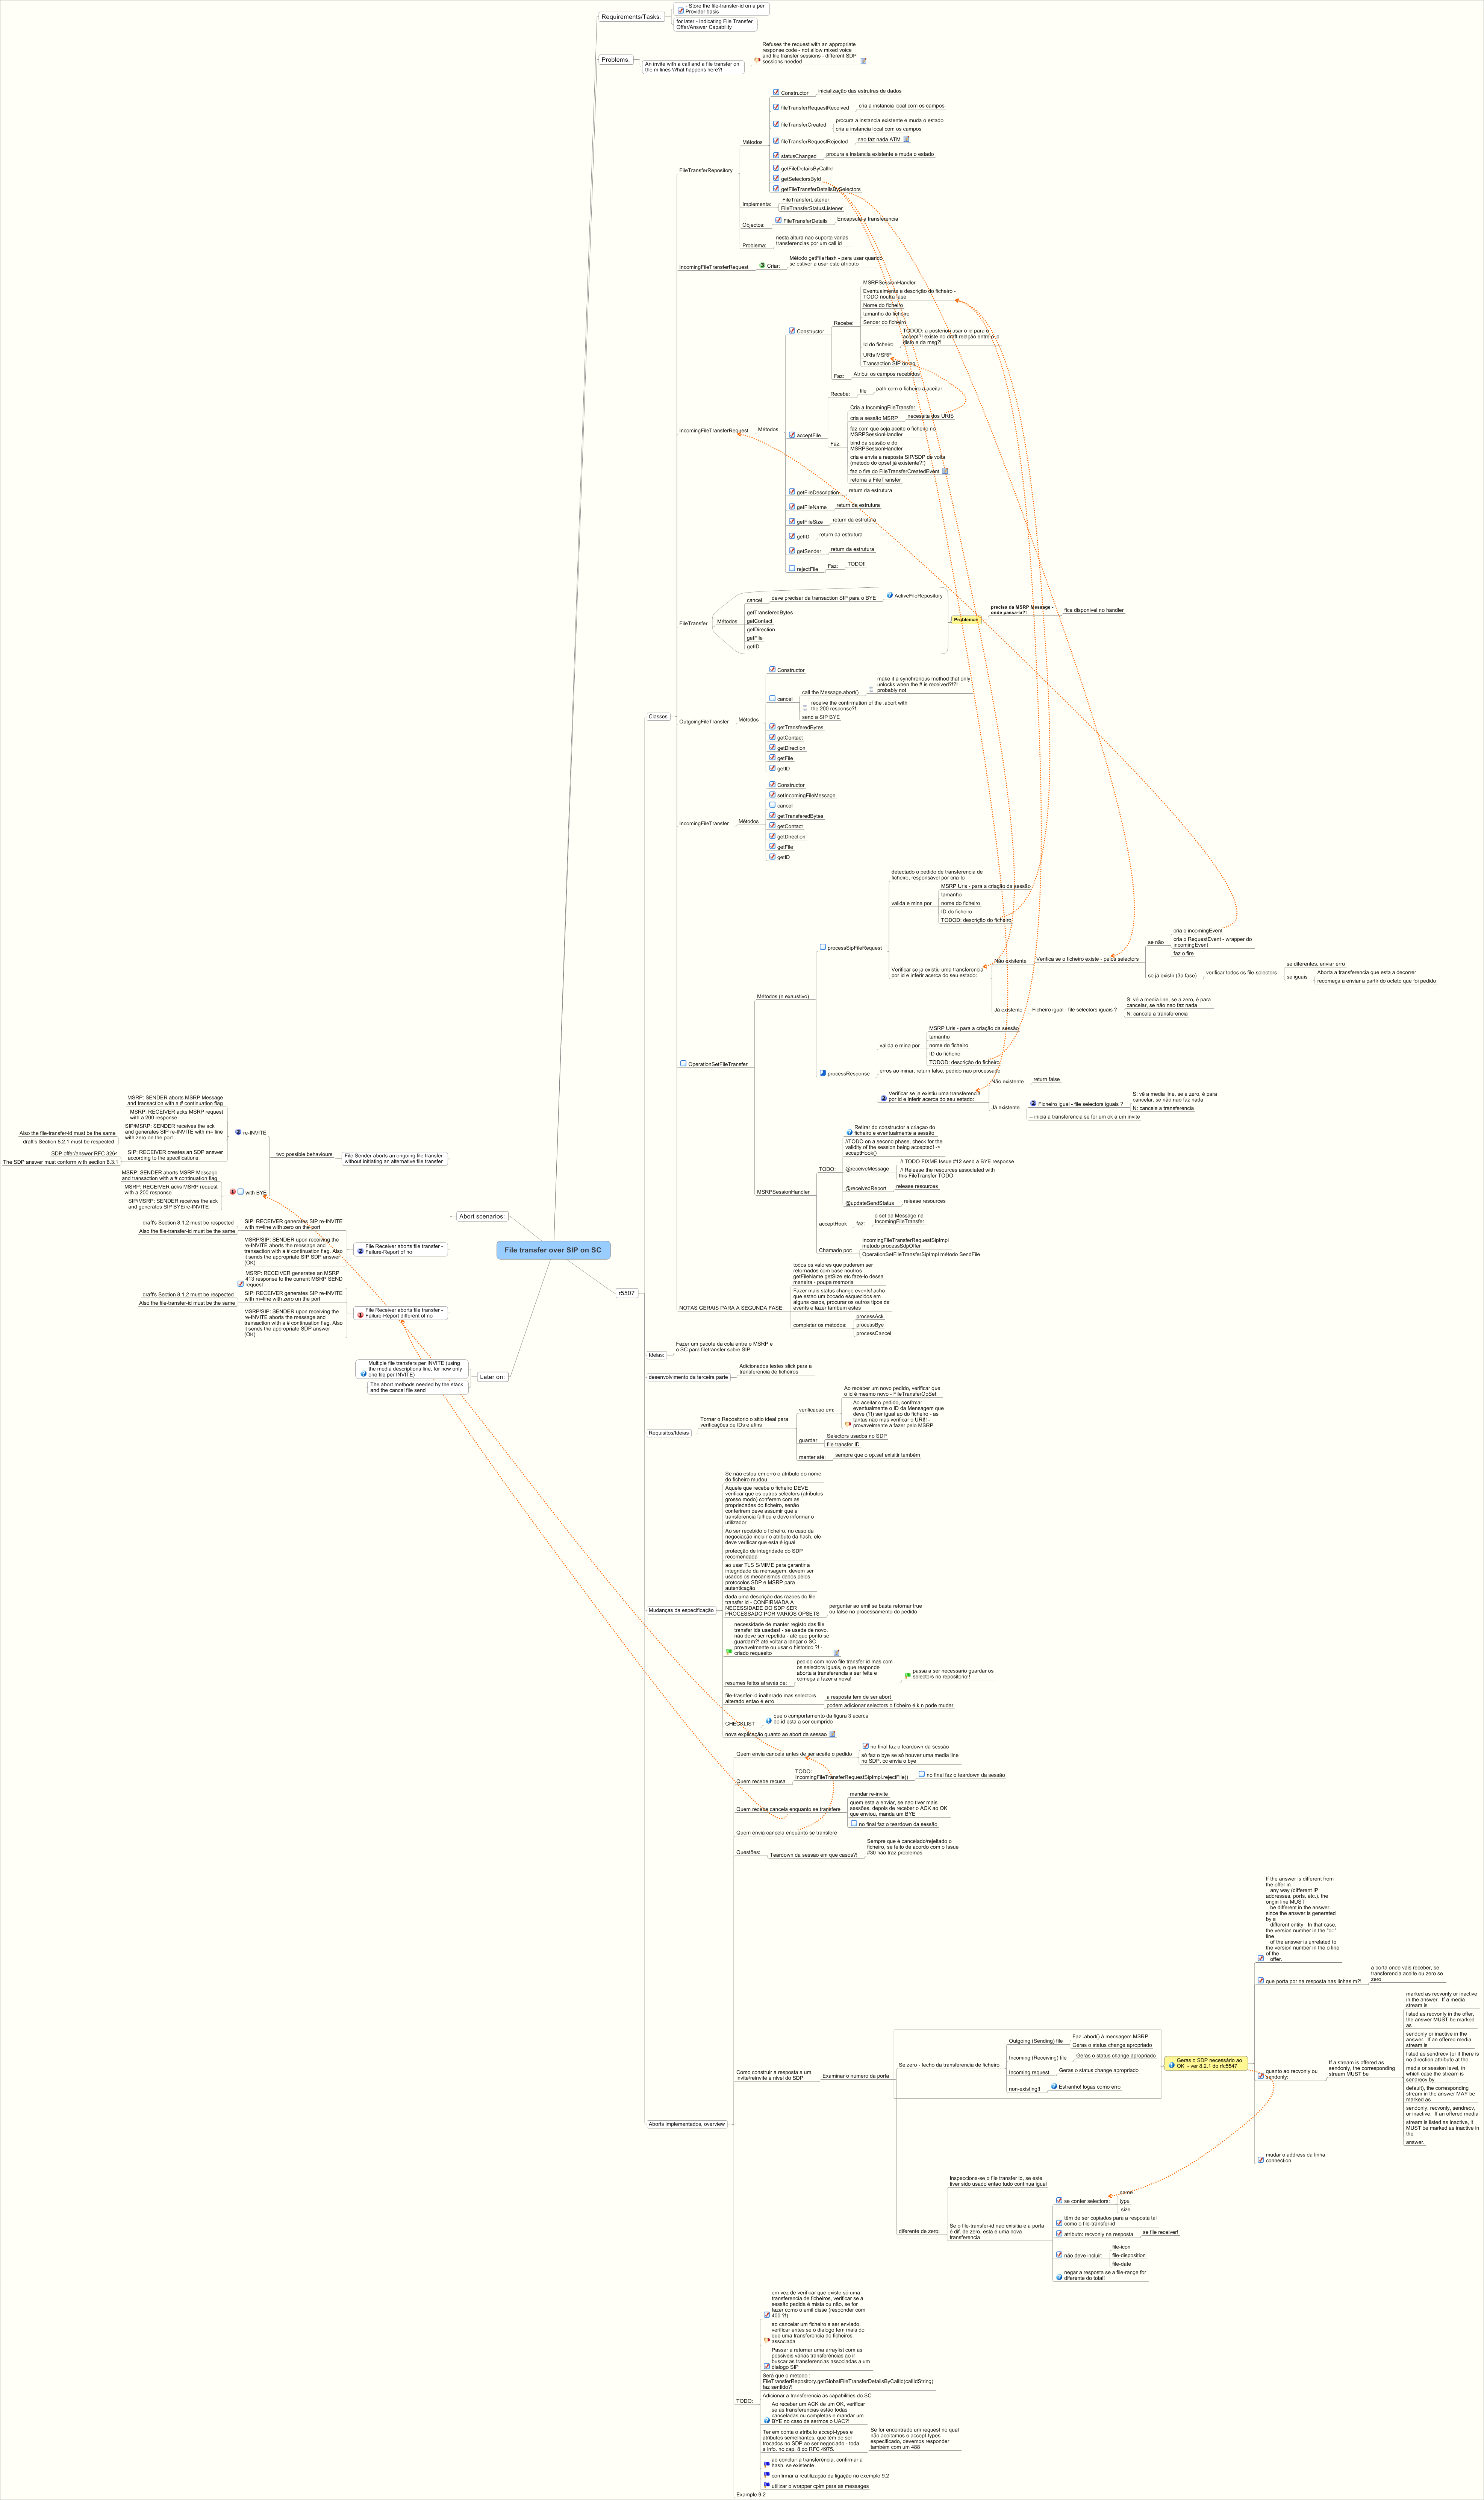 Requirements/Tasks:
- Store the file-transfer-id on a per
Provider basis
for later - Indicating File Transfer
Offer/Answer Capability
Problems:
An invite with a call and a file transfer on
the m lines What happens here?!
Refuses the request with an appropriate
response code - not allow mixed voice
and file transfer sessions - different SDP
sessions needed
File transfer over SIP on SC
r5507
Classes
FileTransferRepository
Métodos
Constructor
inicialização das estrutras de dados
fileTransferRequestReceived
cria a instancia local com os campos
fileTransferCreated
procura a instancia existente e muda o estado
cria a instancia local com os campos
fileTransferRequestRejected
nao faz nada ATM
statusChanged
procura a instancia existente e muda o estado
getFileDetailsByCallId
getSelectorsById
getFileTransferDetailsBySelectors
Implementa:
FileTransferListener
FileTransferStatusListener
Objectos:
FileTransferDetails
Encapsula a transferencia
Problema:
nesta altura nao suporta varias
transferencias por um call id
IncomingFileTransferRequest
Criar:
Método getFileHash - para usar quando
se estiver a usar este atributo
IncomingFileTransferRequest
Métodos
Constructor
Recebe:
MSRPSessionHandler
Eventualmente a descrição do ficheiro -
TODO noutra fase
Nome do ficheiro
tamanho do ficheiro
Sender do ficheiro
Id do ficheiro
TODOD: a posteriori usar o id para o
accept?! existe no draft relação entre o id
disto e da msg?!
URIs MSRP
Transaction SIP do eq
Faz:
Atribui os campos recebidos
acceptFile
Recebe:
file
path com o ficheiro a aceitar
Faz:
Cria a IncomingFileTransfer
cria a sessão MSRP
necessita dos URIS
faz com que seja aceite o ficheiro no
MSRPSessionHandler
bind da sessão e do
MSRPSessionHandler
cria e envia a resposta SIP/SDP de volta
(método do opset já existente?!)
faz o fire do FileTransferCreatedEvent
retorna a FileTransfer
getFileDescription
return da estrutura
getFileName
return da estrutura
getFileSize
return da estrutura
getID
return da estrutura
getSender
return da estrutura
rejectFile
Faz:
TODO!!
FileTransfer
Métodos
cancel
deve precisar da transaction SIP para o BYE
ActiveFileRepository
getTransferedBytes
getContact
getDirection
getFile
getID
Problemas
precisa da MSRP Message -
onde passa-la?!
fica disponivel no handler
OutgoingFileTransfer
Métodos
Constructor
cancel
call the Message.abort()
make it a synchronous method that only
unlocks when the # is received?!?!
probably not
receive the confirmation of the .abort with
the 200 response?!
send a SIP BYE
getTransferedBytes
getContact
getDirection
getFile
getID
IncomingFileTransfer
Métodos
Constructor
setIncomingFileMessage
cancel
getTransferedBytes
getContact
getDirection
getFile
getID
OperationSetFileTransfer
Métodos (n exaustivo)
processSipFileRequest
detectado o pedido de transferencia de
ficheiro, responsável por cria-lo
valida e mina por
MSRP Uris - para a criação da sessão
tamanho
nome do ficheiro
ID do ficheiro
TODOD: descrição do ficheiro
Verificar se ja existiu uma transferencia
por id e inferir acerca do seu estado:
Não existente
Verifica se o ficheiro existe - pelos selectors
se não
cria o incomingEvent
cria o RequestEvent - wrapper do
incomingEvent
faz o fire
se já existir (3a fase)
verificar todos os file-selectors
se diferentes, enviar erro
se iguais
Aborta a transferencia que esta a decorrer
recomeça a enviar a partir do octeto que foi pedido
Já existente
Ficheiro igual - file selectors iguais ?
S: vê a media line, se a zero, é para
cancelar, se não nao faz nada
N: cancela a transferencia
processResponse
valida e mina por
MSRP Uris - para a criação da sessão
tamanho
nome do ficheiro
ID do ficheiro
TODOD: descrição do ficheiro
erros ao minar, return false, pedido nao processado
Verificar se ja existiu uma transferencia
por id e inferir acerca do seu estado:
Não existente
return false
Já existente
Ficheiro igual - file selectors iguais ?
S: vê a media line, se a zero, é para
cancelar, se não nao faz nada
N: cancela a transferencia
-- inicia a transferencia se for um ok a um invite
MSRPSessionHandler
TODO:
Retirar do constructor a criaçao do
ficheiro e eventualmente a sessão
//TODO on a second phase, check for the
validity of the session being accepted! ->
acceptHook()
@receiveMessage
// TODO FIXME Issue #12 send a BYE response
// Release the resources associated with
this FileTransfer TODO
@receivedReport
release resources
@updateSendStatus
release resources
acceptHook
faz:
o set da Message na
IncomingFileTransfer
Chamado por:
IncomingFileTransferRequestSipImpl
método processSdpOffer
OperationSetFileTransferSipImpl método SendFile
NOTAS GERAIS PARA A SEGUNDA FASE:
todos os valores que puderem ser
retornados com base noutros
getFileName getSize etc faze-lo dessa
maneira - poupa memoria
Fazer mais status change events! acho
que estao um bocado esquecidos em
alguns casos, procurar os outros tipos de
events e fazer também estes
completar os métodos:
processAck
processBye
processCancel
Ideias:
Fazer um pacote da cola entre o MSRP e
o SC para filetransfer sobre SIP
desenvolvimento da terceira parte
Adicionados testes slick para a
transferencia de ficheiros
Requisitos/Ideias
Tornar o Repositorio o sitio ideal para
verificações de IDs e afins
verificacao em:
Ao receber um novo pedido, verificar que
o id é mesmo novo - FileTransferOpSet
Ao aceitar o pedido, confirmar
eventualmente o ID da Mensagem que
deve (?!) ser igual ao do ficheiro - as
tantas não mas verificar o URI!! -
provavelmente a fazer pelo MSRP
guardar
Selectors usados no SDP
file transfer ID
manter até:
sempre que o op.set exisitir também
Mudanças da especificação
Se não estou em erro o atributo do nome
do ficheiro mudou
Aquele que recebe o ficheiro DEVE
verificar que os outros selectors (atributos
grosso modo) conferem com as
propriedades do ficheiro, senão
conferirem deve assumir que a
transferencia falhou e deve informar o
utilizador
Ao ser recebido o ficheiro, no caso da
negociação incluir o atributo da hash, ele
deve verificar que esta é igual
protecção de integridade do SDP
recomendada
ao usar TLS S/MIME para garantir a
integridade da mensagem, devem ser
usados os mecanismos dados pelos
protocolos SDP e MSRP para
autenticação
dada uma descrição das razoes do file
transfer id - CONFIRMADA A
NECESSIDADE DO SDP SER
PROCESSADO POR VARIOS OPSETS
perguntar ao emil se basta retornar true
ou false no processamento do pedido
necessidade de manter registo das file
transfer ids usadas! - se usada de novo,
não deve ser repetida - até que ponto se
guardam?! até voltar a lançar o SC
provavelmente ou usar o historico ?! -
criado requesito
resumes feitos através de:
pedido com novo file transfer id mas com
os selectors iguais, o que responde
aborta a transferencia a ser feita e
começa a fazer a nova!
passa a ser necessario guardar os
selectors no repositorio!!
file-trasnfer-id inalterado mas selectors
alterado entao é erro
a resposta tem de ser abort
podem adicionar selectors o ficheiro é k n pode mudar
CHECKLIST
que o comportamento da figura 3 acerca
do id esta a ser cumprido
nova explicação quanto ao abort da sessao
Aborts implementados, overview
Quem envia cancela antes de ser aceite o pedido
no final faz o teardown da sessão
só faz o bye se só houver uma media line
no SDP, cc envia o bye
Quem recebe recusa
TODO:
IncomingFileTransferRequestSipImpl.rejectFile()
no final faz o teardown da sessão
Quem recebe cancela enquanto se transfere
mandar re-invite
quem esta a enviar, se nao tiver mais
sessões, depois de receber o ACK ao OK
que enviou, manda um BYE
no final faz o teardown da sessão
Quem envia cancela enquanto se transfere
Questões:
Teardown da sessao em que casos?!
Sempre que é cancelado/rejeitado o
ficheiro, se feito de acordo com o Issue
#30 não traz problemas
Como construir a resposta a um
invite/reinvite a nivel do SDP
Examinar o número da porta
Se zero - fecho da transferencia de ficheiro
Outgoing (Sending) file
Faz .abort() à mensagem MSRP
Geras o status change apropriado
Incoming (Receiving) file
Geras o status change apropriado
Incoming request
Geras o status change apropriado
non-existing!!
Estranho! logas como erro
Geras o SDP necessário ao
OK - ver 8.2.1 do rfc5547
If the answer is different from
the offer in
any way (different IP
addresses, ports, etc.), the
origin line MUST
be different in the answer,
since the answer is generated
by a
different entity. In that case,
the version number in the "o="
line
of the answer is unrelated to
the version number in the o line
of the
offer.
que porta por na resposta nas linhas m?!
a porta onde vais receber, se
transferencia aceite ou zero se
zero
quanto ao recvonly ou
sendonly:
If a stream is offered as
sendonly, the corresponding
stream MUST be
marked as recvonly or inactive
in the answer. If a media
stream is
listed as recvonly in the offer,
the answer MUST be marked
as
sendonly or inactive in the
answer. If an offered media
stream is
listed as sendrecv (or if there is
no direction attribute at the
media or session level, in
which case the stream is
sendrecv by
default), the corresponding
stream in the answer MAY be
marked as
sendonly, recvonly, sendrecv,
or inactive. If an offered media
stream is listed as inactive, it
MUST be marked as inactive in
the
answer.
mudar o address da linha
connection
diferente de zero:
Inspecciona-se o file transfer id, se este
tiver sido usado entao tudo continua igual
Se o file-transfer-id nao exisitia e a porta
é dif. de zero, esta é uma nova
transferencia
se conter selectors:
name
type
size
têm de ser copiados para a resposta tal
como o file-transfer-id
atributo: recvonly na resposta
se file receiver!
não deve incluir:
file-icon
file-disposition
file-date
negar a resposta se a file-range for
diferente do total!
TODO:
em vez de verificar que existe só uma
transferencia de ficheiros, verificar se a
sessão pedida é mista ou não, se for
fazer como o emil disse (responder com
400 ?!)
ao cancelar um ficheiro a ser enviado,
verificar antes se o dialogo tem mais do
que uma transferencia de ficheiros
associada
Passar a retornar uma arraylist com as
possiveis várias transferências ao ir
buscar as transferencias associadas a um
dialogo SIP
Será que o método :
FileTransferRepository.getGlobalFileTransferDetailsByCallId(callIdString)
faz sentido?!
Adicionar a transferencia às capabilities do SC
Ao receber um ACK de um OK, verificar
se as transferencias estão todas
canceladas ou completas e mandar um
BYE no caso de sermos o UAC?!
Ter em conta o atributo accept-types e
atributos semelhantes, que têm de ser
trocados no SDP ao ser negociado - toda
a info. no cap. 8 do RFC 4975.
Se for encontrado um request no qual
não aceitamos o accept-types
especificado, devemos responder
também com um 488
ao concluir a transferência, confirmar a
hash, se existente
confirmar a reutilização da ligação no exemplo 9.2
utilizar o wrapper cpim para as messages
Example 9.2
Abort scenarios:
File Sender aborts an ongoing file transfer
without initiating an alternative file transfer
two possible behaviours
re-INVITE
MSRP: SENDER aborts MSRP Message
and transaction with a # continuation flag
MSRP: RECEIVER acks MSRP request
with a 200 response
SIP/MSRP: SENDER receives the ack
and generates SIP re-INVITE with m= line
with zero on the port
Also the file-transfer-id must be the same
draft's Section 8.2.1 must be respected
SIP: RECEIVER creates an SDP answer
according to the specifications:
SDP offer/answer RFC 3264
The SDP answer must conform with section 8.3.1
with BYE
MSRP: SENDER aborts MSRP Message
and transaction with a # continuation flag
MSRP: RECEIVER acks MSRP request
with a 200 response
SIP/MSRP: SENDER receives the ack
and generates SIP BYE/re-INVITE
File Receiver aborts file transfer -
Failure-Report of no
SIP: RECEIVER generates SIP re-INVITE
with m=line with zero on the port
draft's Section 8.1.2 must be respected
Also the file-transfer-id must be the same
MSRP/SIP: SENDER upon receiving the
re-INVITE aborts the message and
transaction with a # continuation flag. Also
it sends the appropriate SIP SDP answer
(OK)
File Receiver aborts file transfer -
Failure-Report different of no
MSRP: RECEIVER generates an MSRP
413 response to the current MSRP SEND
request
SIP: RECEIVER generates SIP re-INVITE
with m=line with zero on the port
draft's Section 8.1.2 must be respected
Also the file-transfer-id must be the same
MSRP/SIP: SENDER upon receiving the
re-INVITE aborts the message and
transaction with a # continuation flag. Also
it sends the appropriate SDP answer
(OK)
Later on:
Multiple file transfers per INVITE (using
the media descriptions line, for now only
one file per INVITE)
The abort methods needed by the stack
and the cancel file send